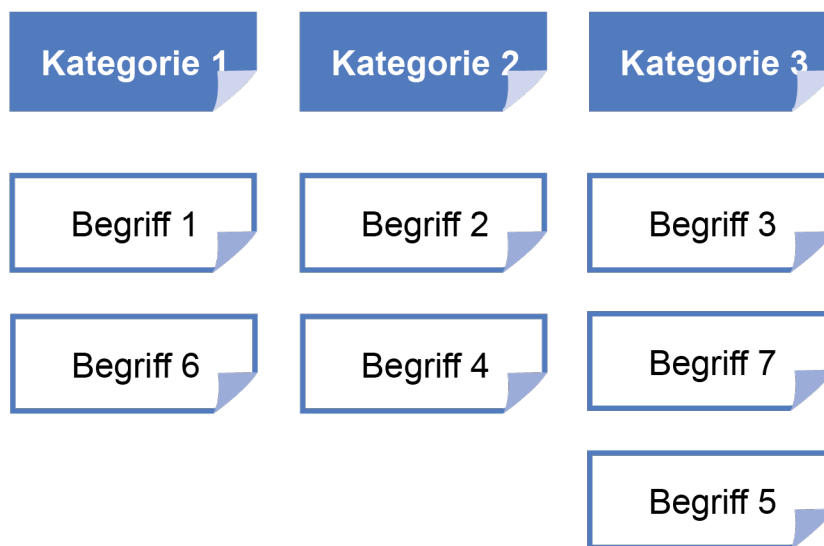 Kategorie 1
Kategorie 2
Kategorie 3
Begriff 1
Begriff 2
Begriff 3
Begriff 6
Begriff 4
Begriff 7
Begriff 5